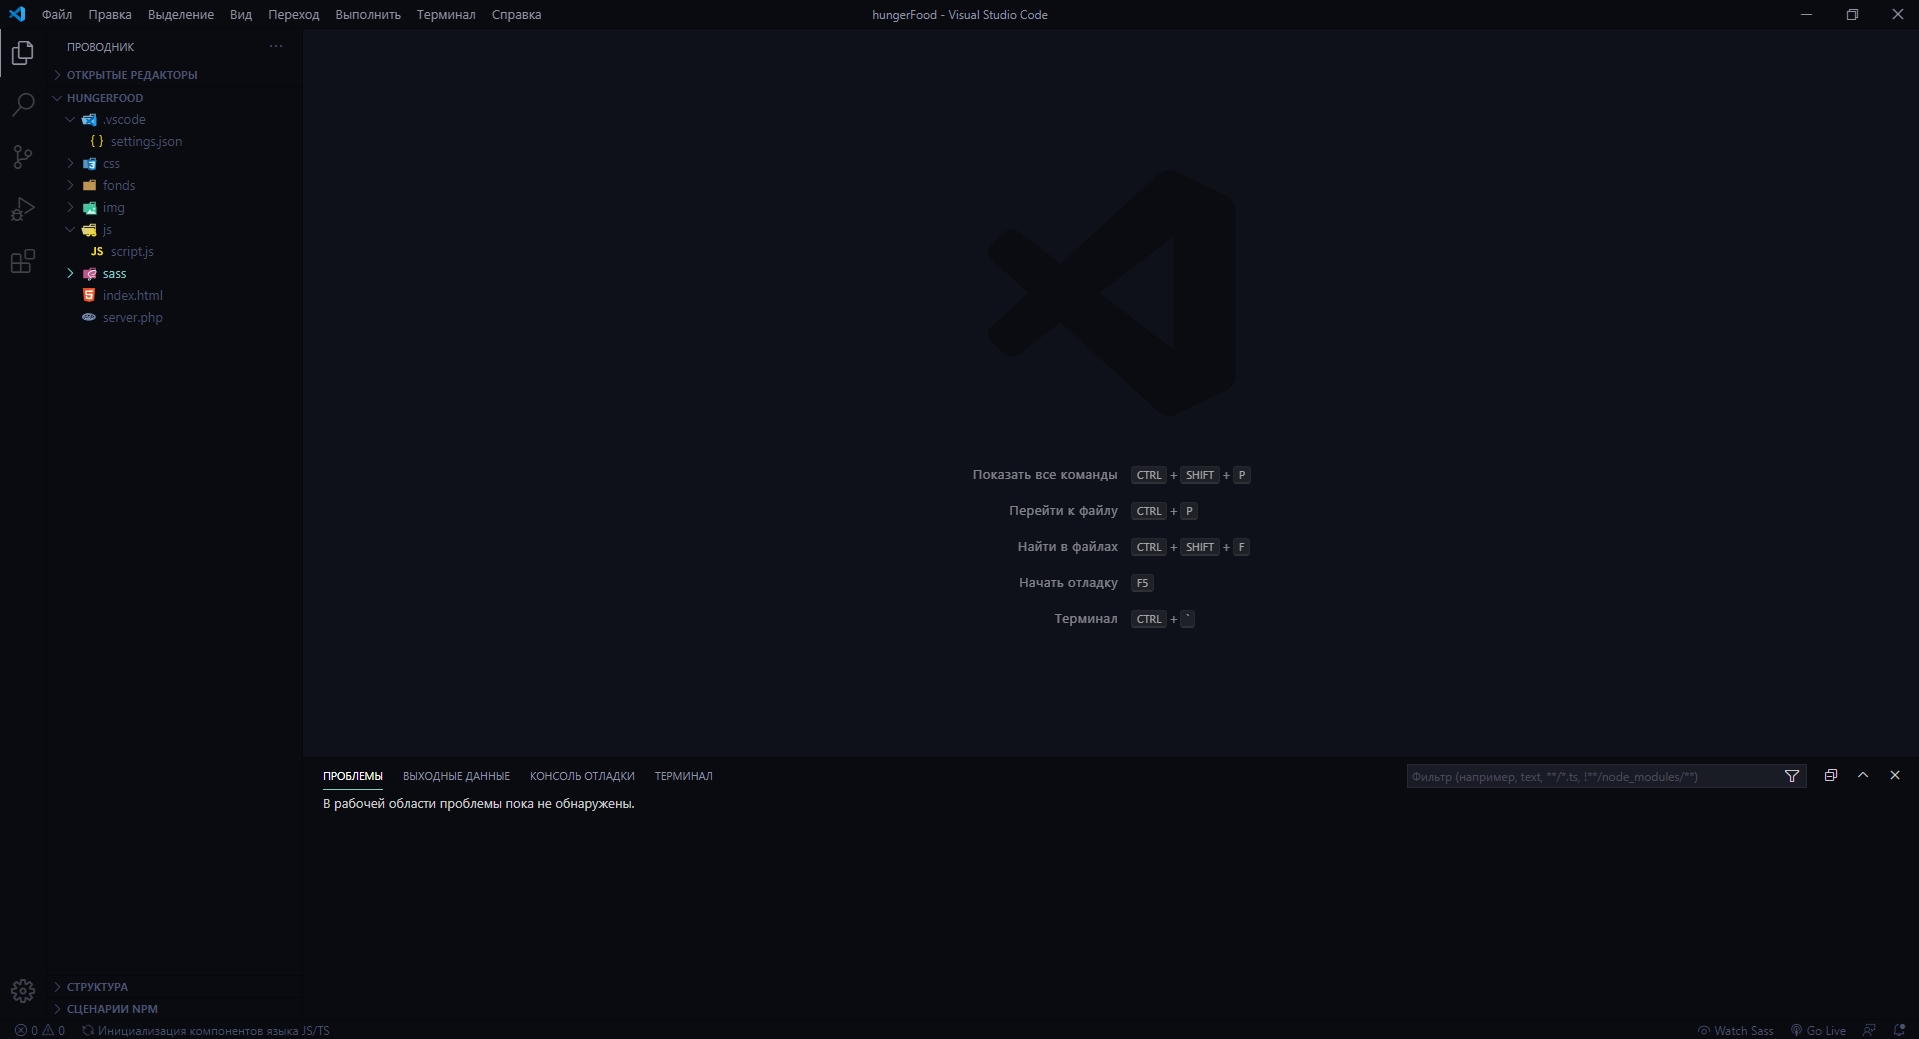 Файл Правка Выделение Вид Переход Выполнить Терминал Справка
hungerFood - Visual Studio Code
ПРОВОДНИК
ОТКРЫТЫЕ РЕДАКТОРЫ
HUNGERFOOD
.vscode
{ } settings.json
css
fonds
img
js
JS script.js
sass
index.html
server.php
Показать все команды CTRL + SHIFT + P
Перейти к файлу CTRL + P
Найти в файлах CTRL + SHIFT + F
Начать отладку F5
Терминал CTRL + `
ПРОБЛЕМЫ ВЫХОДНЫЕ ДАННЫЕ КОНСОЛЬ ОТЛАДКИ ТЕРМИНАЛ
Фильтр (например, text, **/*.ts, !**/node_modules/**)
В рабочей области проблемы пока не обнаружены.
СТРУКТУРА
СЦЕНАРИИ NPM
0 0 Инициализация компонентов языка JS/TS
Watch Sass Go Live